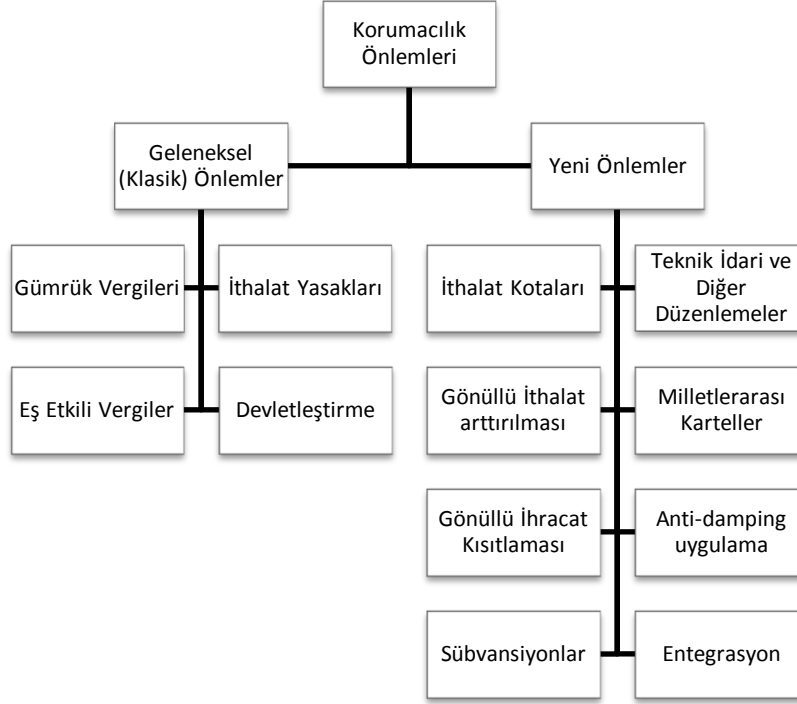 Korumacılık
Önlemleri
Geleneksel
(Klasik) Önlemler
Yeni Önlemler
Gümrük Vergileri
İthalat Yasakları
Eş Etkili Vergiler
Devletleştirme
İthalat Kotaları
Teknik İdari ve
Diğer
Düzenlemeler
Gönüllü İthalat
arttırılması
Milletlerarası
Karteller
Gönüllü İhracat
Kısıtlaması
Anti-damping
uygulama
Sübvansiyonlar
Entegrasyon